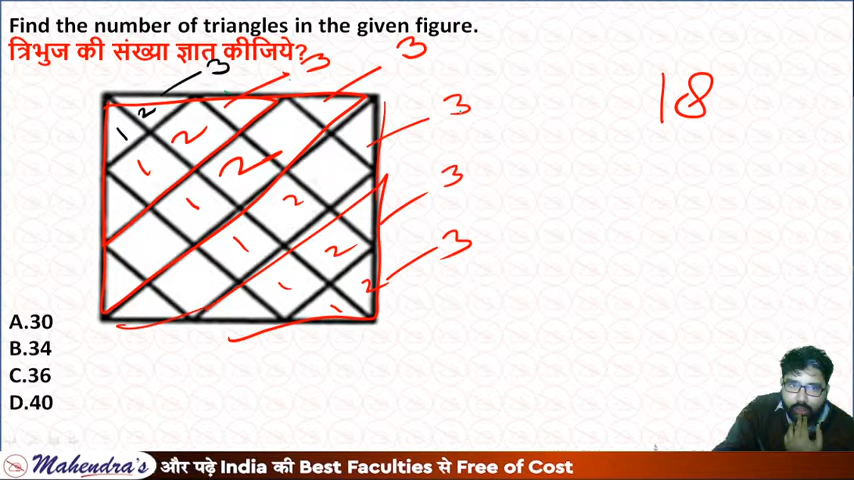 Find the number of triangles in the given figure.
त्रिभुज की संख्या ज्ञात कीजिये?
3 3 3
18
1 2
1 2
3
1 2
2
3
1 2
3
1 2
1
A.30
B.34
C.36
D.40
Mahendra's और पढ़े India की Best Faculties से Free of Cost